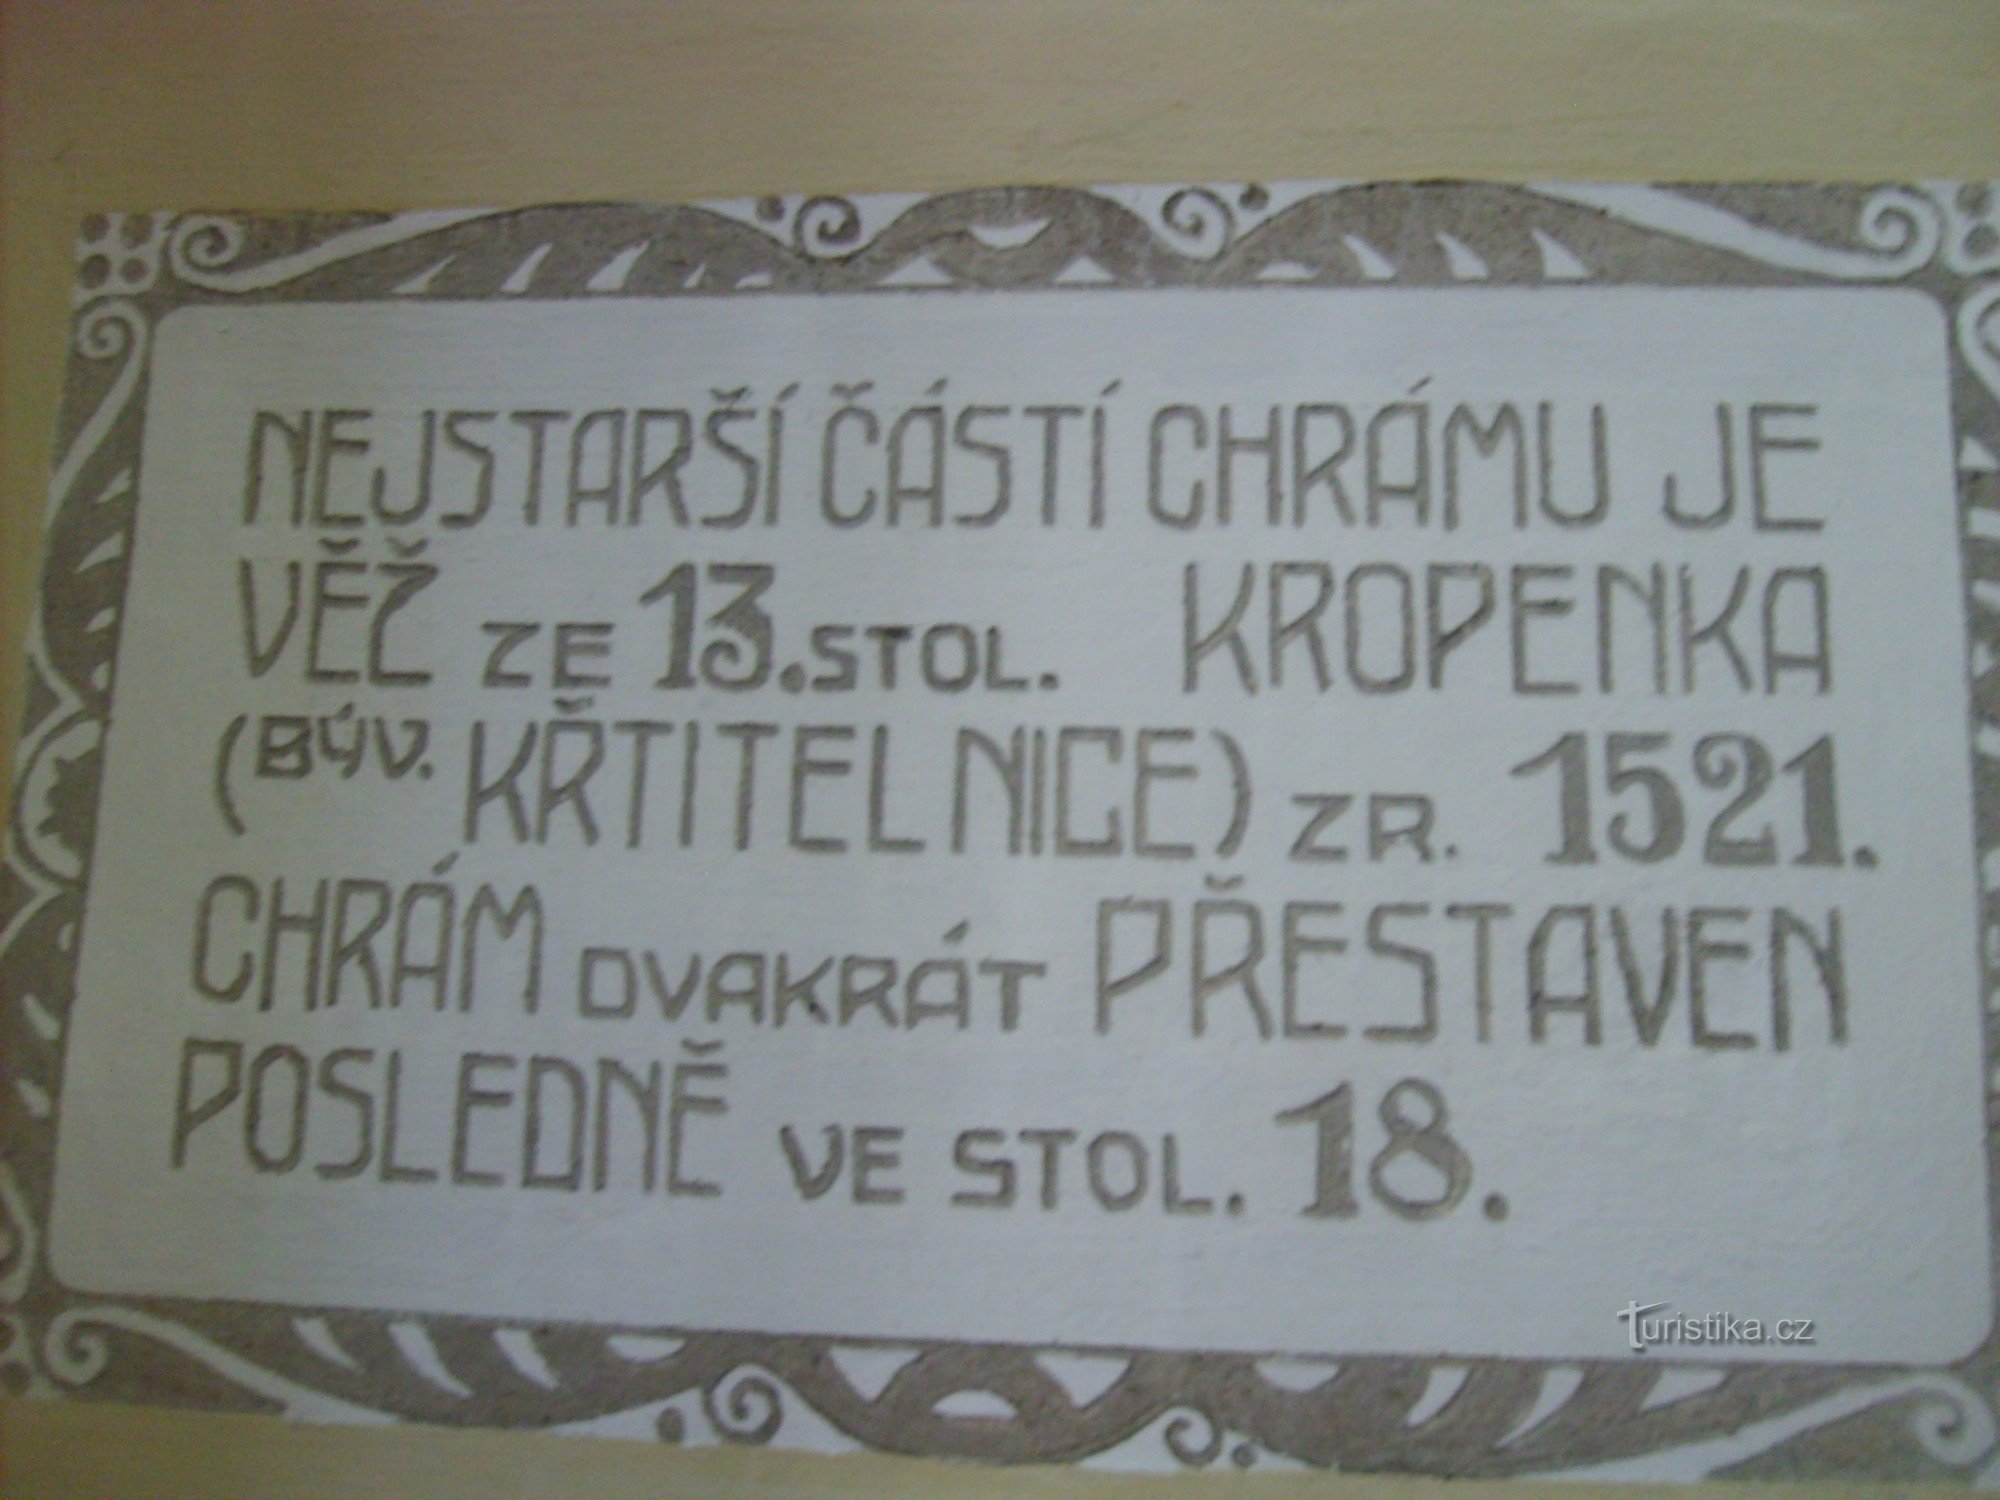 NEJSTARŠÍ ČÁSTÍ CHRÁMU JE
VĚŽ ZE 13. STOL. KROPENKA
(BÝV. KŘTITELNICE) Z R. 1521.
CHRÁM DVAKRÁT PŘESTAVEN
POSLEDNĚ VE STOL. 18.
Turistika.cz